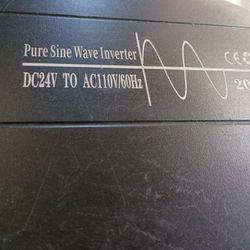 Pure Sine Wave Inverter
DC24V TO AC110V/60Hz